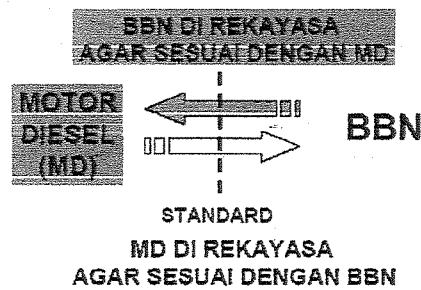 BBN DI REKAYASA
AGAR SESUAI DENGAN MD
MOTOR
DIESEL
(MD)
BBN
STANDARD
MD DI REKAYASA
AGAR SESUAI DENGAN BBN